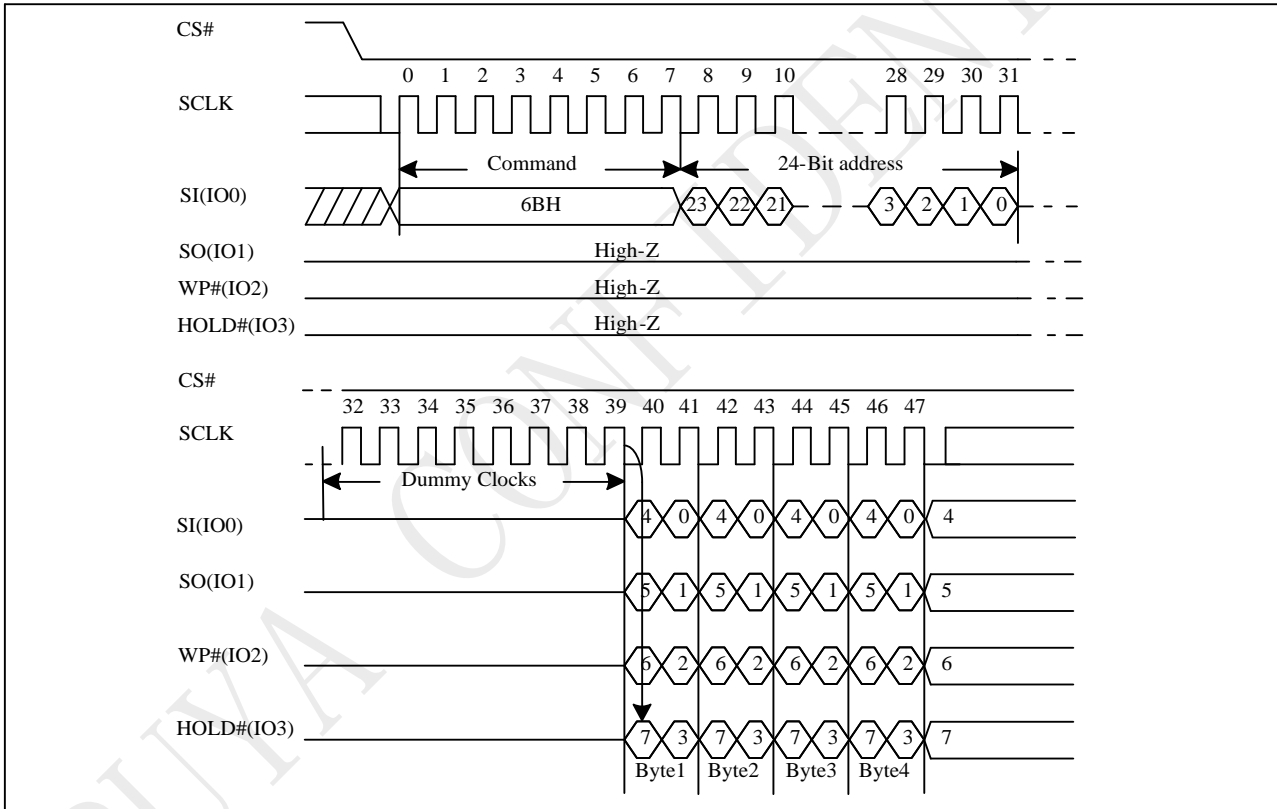 CS#
0 1 2 3 4 5 6 7 8 9 10 28 29 30 31
SCLK
Command 24-Bit address
SI(IO0) 6BH 23 22 21 3 2 1 0
SO(IO1) High-Z
WP#(IO2) High-Z
HOLD#(IO3) High-Z
CS#
32 33 34 35 36 37 38 39 40 41 42 43 44 45 46 47
SCLK
Dummy Clocks
SI(IO0) 4 0 4 0 4 0 4 0 4
SO(IO1) 5 1 5 1 5 1 5 1 5
WP#(IO2) 6 2 6 2 6 2 6 2 6
HOLD#(IO3) 7 3 7 3 7 3 7 3 7
Byte1 Byte2 Byte3 Byte4
UYA CONFIDENT